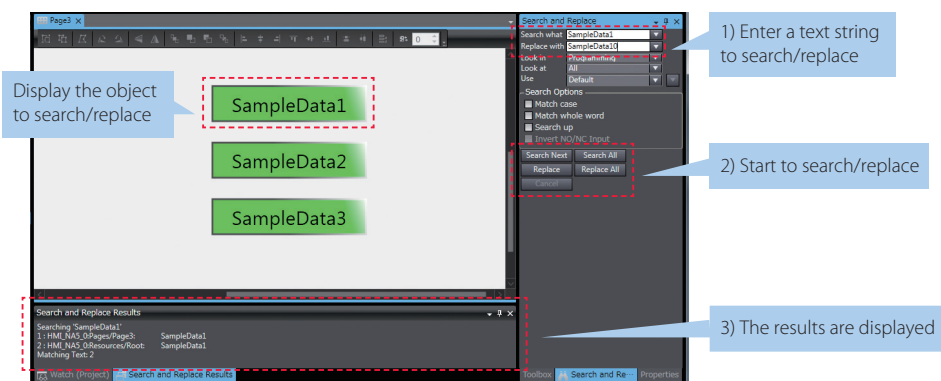 Page3 ×
0
Display the object
to search/replace
SampleData1
SampleData2
SampleData3
Search and Replace
Search what SampleData1
Replace with SampleData10
Look in Programming
Look at All
Use Default
Search Options
Match case
Match whole word
Search up
Invert NO/NC Input
Search Next Search All
Replace Replace All
Cancel
1) Enter a text string
to search/replace
2) Start to search/replace
3) The results are displayed
Search and Replace Results
Searching 'SampleData1'
1 : HMI_NA5_0:Pages/Page3: SampleData1
2 : HMI_NA5_0:Resources/Root: SampleData1
Matching Text: 2
Watch (Project) Search and Replace Results
Toolbox Search and Re··· Properties